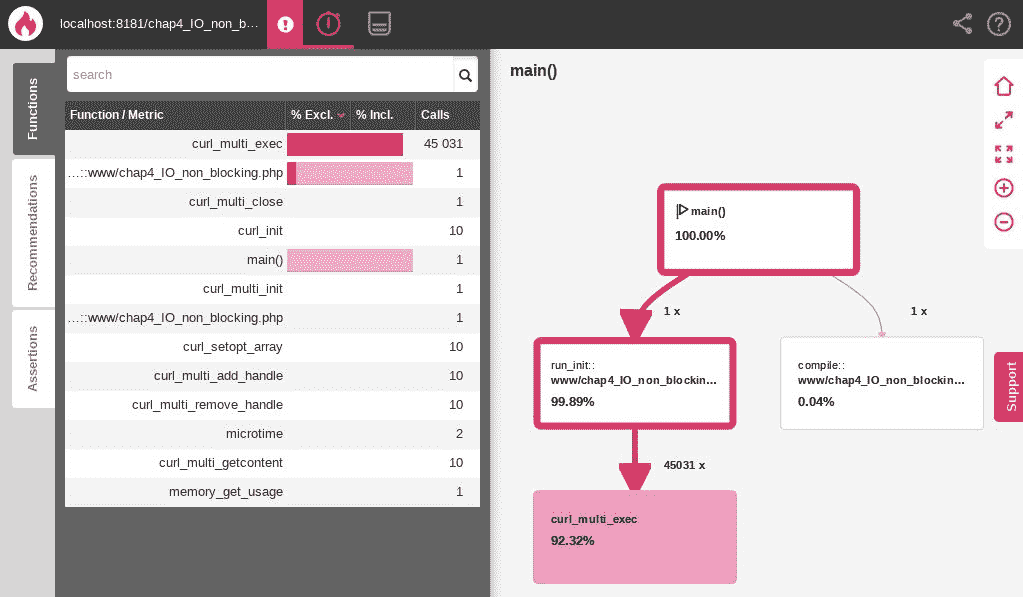 localhost:8181/chap4_IO_non_b...
Functions
Recommendations
Assertions
search
Function / Metric % Excl. % Incl. Calls
curl_multi_exec 45 031
...::www/chap4_IO_non_blocking.php 1
curl_multi_close 1
curl_init 10
main() 1
curl_multi_init 1
...::www/chap4_IO_non_blocking.php 1
curl_setopt_array 10
curl_multi_add_handle 10
curl_multi_remove_handle 10
microtime 2
curl_multi_getcontent 10
memory_get_usage 1
main()
main()
100.00%
1 x
1 x
run_init::
www/chap4_IO_non_blockin...
99.89%
compile::
www/chap4_IO_non_blockin...
0.04%
45031 x
curl_multi_exec
92.32%
Support